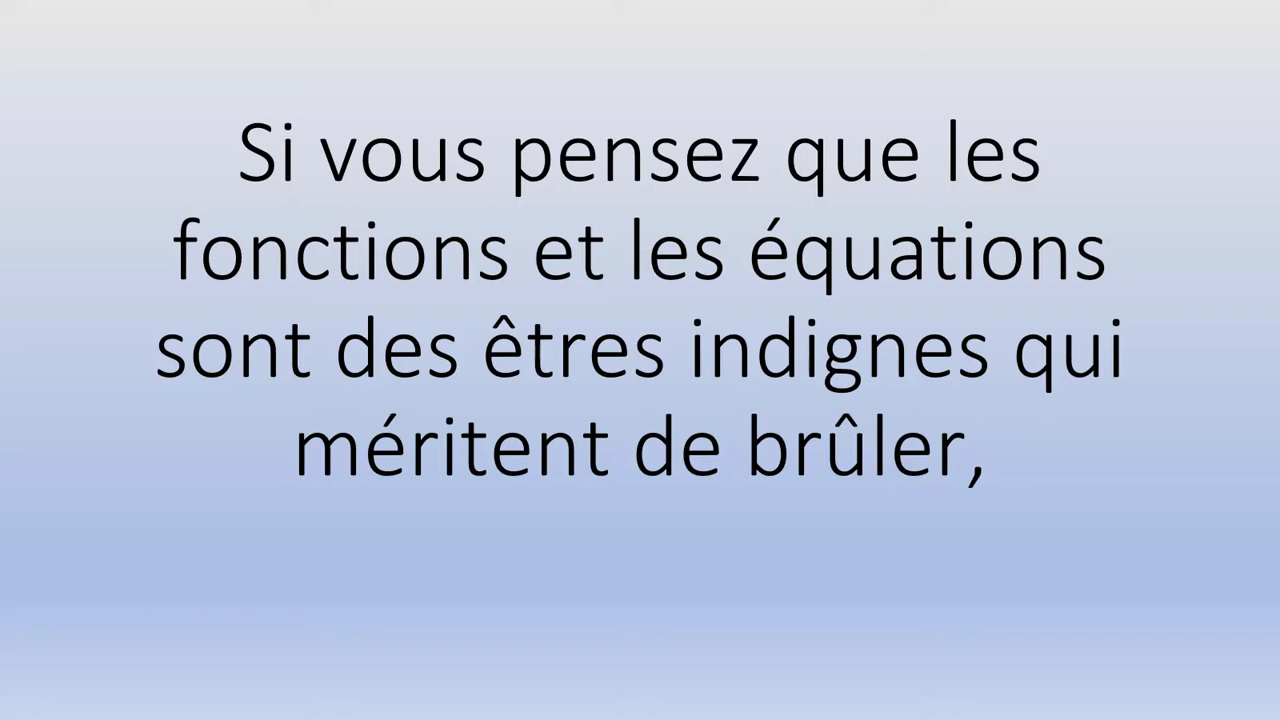 Si vous pensez que les
fonctions et les équations
sont des êtres indignes qui
méritent de brûler,